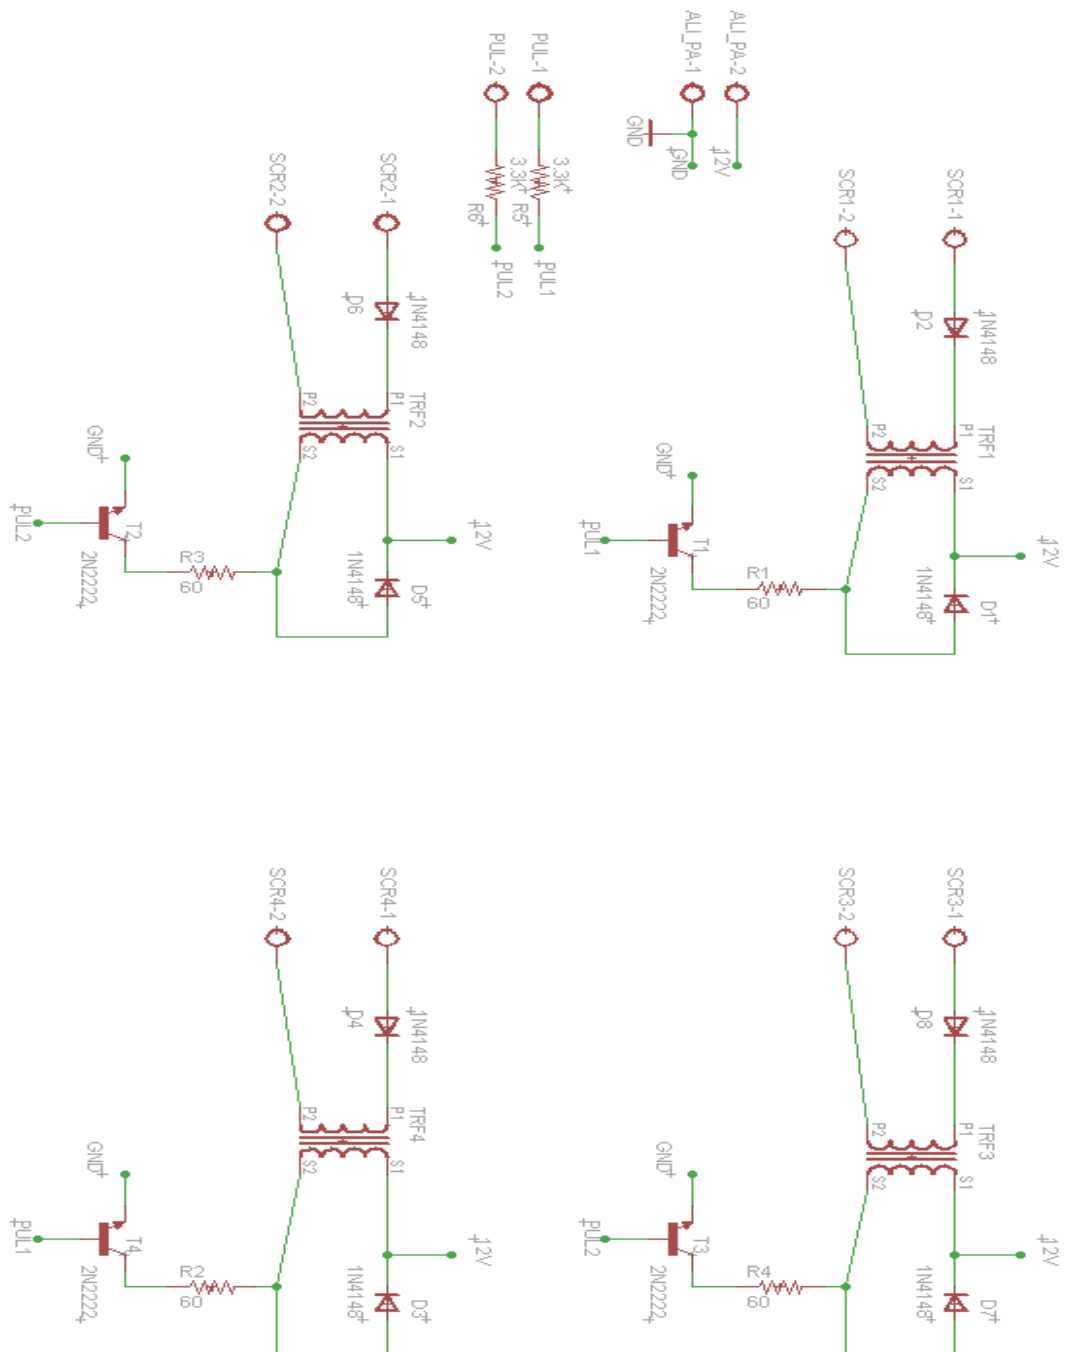 PUL-2
PUL-1
ALI_PA-1
ALI_PA-2
GND
GND
12V
3.3K
3.3K
R6
R5
PUL2
PUL1
SCR2-2
SCR2-1
D6
1N4148
P2
P1
TRF2
S2
S1
GND
PUL2
T2
2N2222
R3
60
12V
1N4148
D5
SCR1-2
SCR1-1
D2
1N4148
P2
P1
TRF1
S2
S1
GND
PUL1
T1
2N2222
R1
60
12V
1N4148
D1
SCR4-2
SCR4-1
D4
1N4148
P2
P1
TRF4
S2
S1
GND
PUL1
T4
2N2222
R2
60
12V
1N4148
D3
SCR3-2
SCR3-1
D8
1N4148
P2
P1
TRF3
S2
S1
GND
PUL2
T3
2N2222
R4
60
12V
1N4148
D7